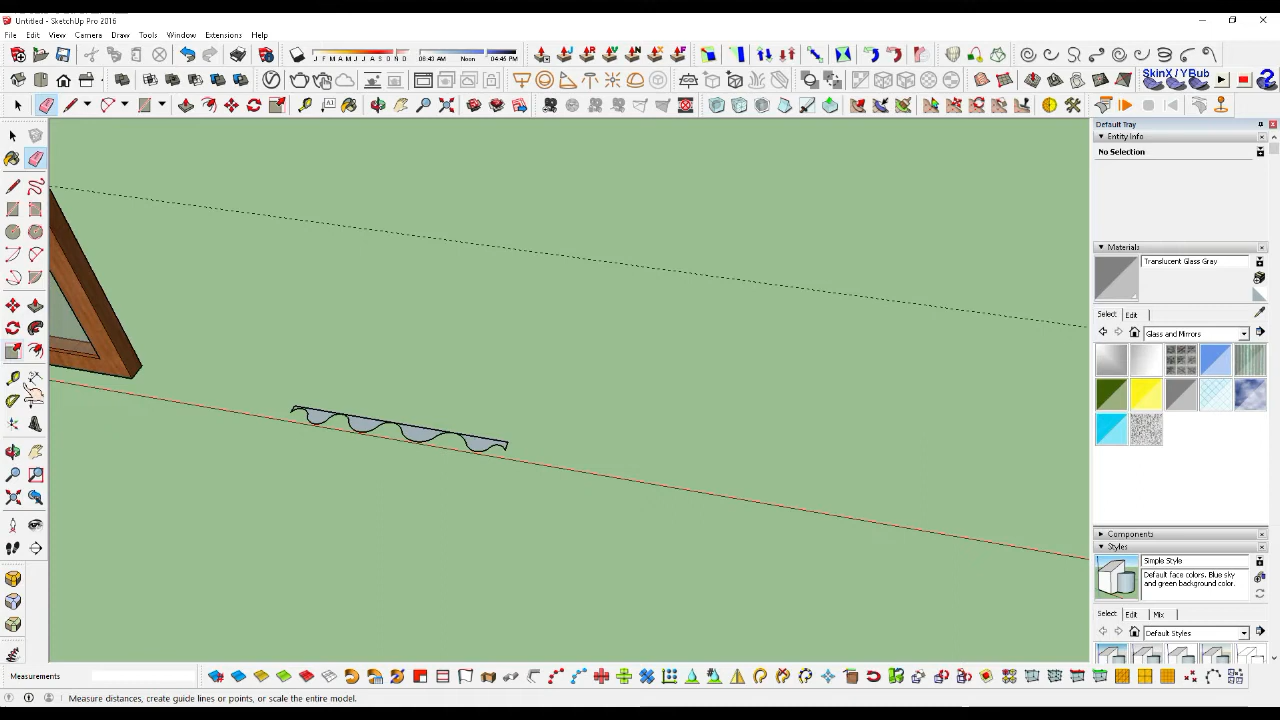 Untitled - SketchUp Pro 2016
File Edit View Camera Draw Tools Window Extensions Help
J F M A M J J A S O N D
06:43 AM Noon 04:45 PM
SkinX / YBub
Default Tray
Entity Info
No Selection
Materials
Translucent Glass Gray
Select Edit
Glass and Mirrors
Components
Styles
Simple Style
Default face colors. Blue sky
and green background color.
Select Edit Mix
Default Styles
Measurements
Measure distances, create guide lines or points, or scale the entire model.